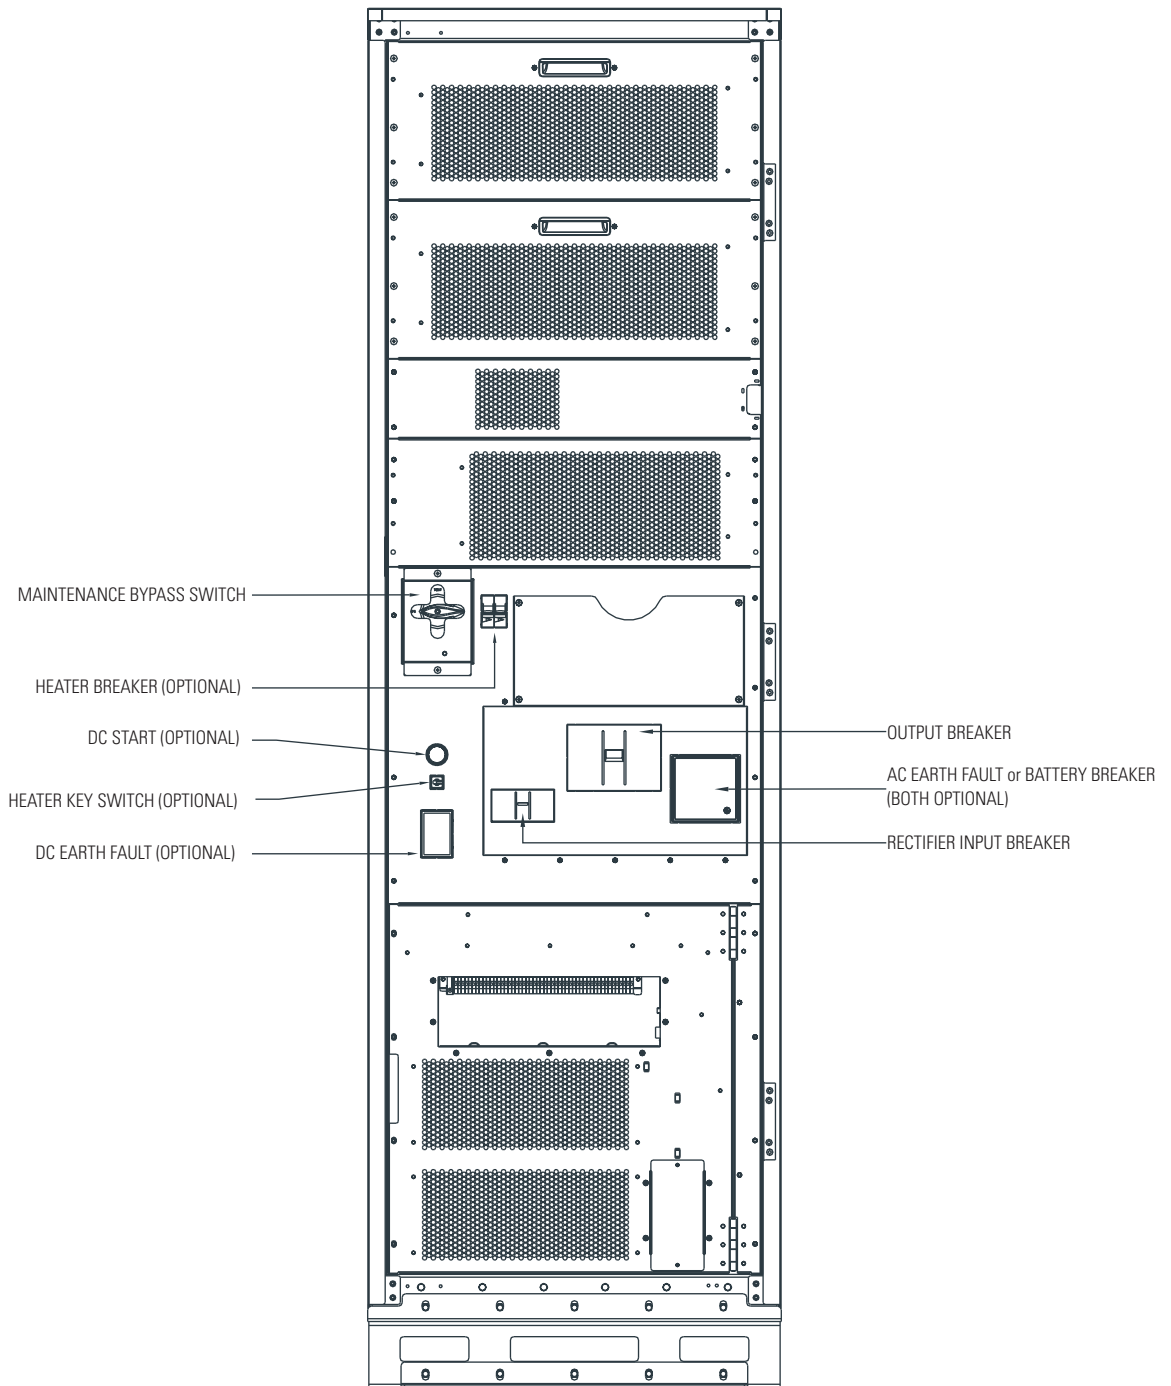 MAINTENANCE BYPASS SWITCH
HEATER BREAKER (OPTIONAL)
DC START (OPTIONAL)
HEATER KEY SWITCH (OPTIONAL)
DC EARTH FAULT (OPTIONAL)
OUTPUT BREAKER
AC EARTH FAULT or BATTERY BREAKER
(BOTH OPTIONAL)
RECTIFIER INPUT BREAKER